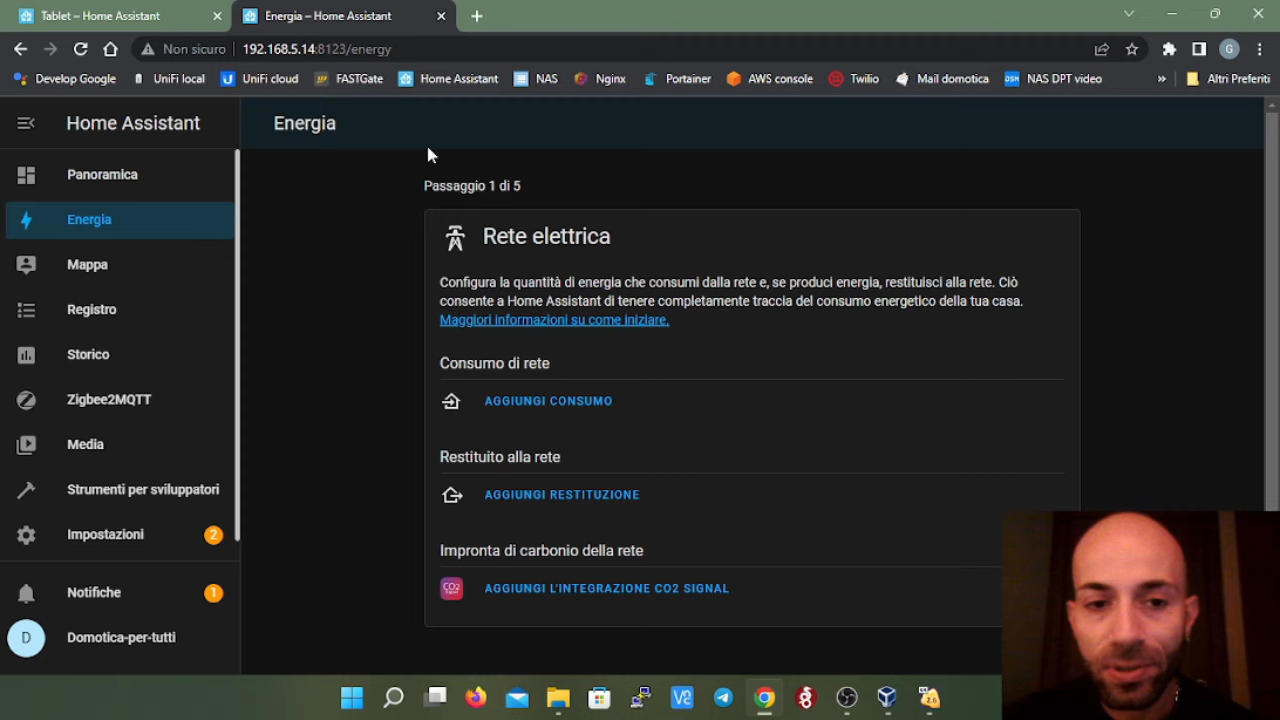 Tablet – Home Assistant
Energia – Home Assistant
Non sicuro
192.168.5.14:8123/energy
G
Develop Google
UniFi local
UniFi cloud
FASTGate
Home Assistant
NAS
Nginx
Portainer
AWS console
Twilio
Mail domotica
DSM
NAS DPT video
»
Altri Preferiti
Home Assistant
Energia
Panoramica
Energia
Mappa
Registro
Storico
Zigbee2MQTT
Media
Strumenti per sviluppatori
Impostazioni
2
Notifiche
1
D
Domotica-per-tutti
Passaggio 1 di 5
Rete elettrica
Configura la quantità di energia che consumi dalla rete e, se produci energia, restituisci alla rete. Ciò
consente a Home Assistant di tenere completamente traccia del consumo energetico della tua casa.
Maggiori informazioni su come iniziare.
Consumo di rete
AGGIUNGI CONSUMO
Restituito alla rete
AGGIUNGI RESTITUZIONE
Impronta di carbonio della rete
CO2
AGGIUNGI L'INTEGRAZIONE CO2 SIGNAL
2.6